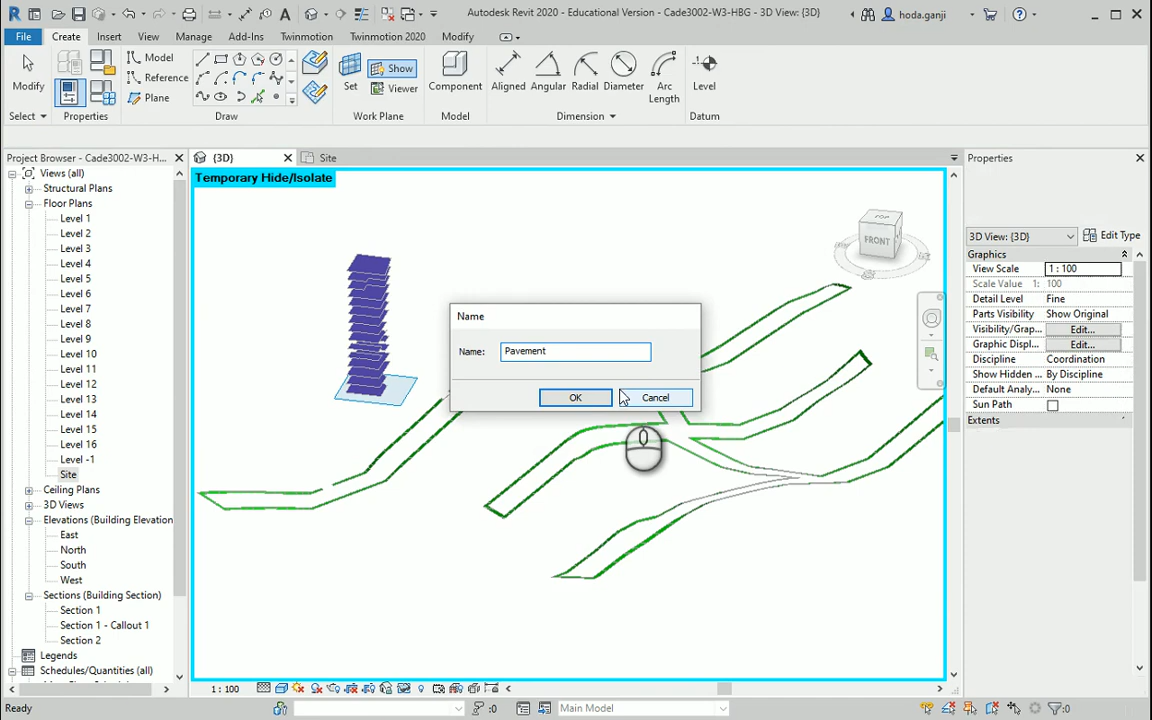 Autodesk Revit 2020 - Educational Version - Cade3002-W3-HBG - 3D View: {3D}
hoda.ganji
File
Create
Insert
View
Manage
Add-Ins
Twinmotion
Twinmotion 2020
Modify
Modify
Model
Reference
Plane
Set
Show
Viewer
Component
Aligned
Angular
Radial
Diameter
Arc
Length
Level
Select
Properties
Draw
Work Plane
Model
Dimension
Datum
Project Browser - Cade3002-W3-H...
{3D}
Site
Properties
Views (all)
Structural Plans
Floor Plans
Level 1
Level 2
Level 3
Level 4
Level 5
Level 6
Level 7
Level 8
Level 9
Level 10
Level 11
Level 12
Level 13
Level 14
Level 15
Level 16
Level -1
Site
Ceiling Plans
3D Views
Elevations (Building Elevation
East
North
South
West
Sections (Building Section)
Section 1
Section 1 - Callout 1
Section 2
Legends
Schedules/Quantities (all)
Temporary Hide/Isolate
TOP
FRONT
Name
Name:
Pavement
OK
Cancel
3D View: {3D}
Edit Type
Graphics
View Scale
1 : 100
Scale Value 1:
100
Detail Level
Fine
Parts Visibility
Show Original
Visibility/Grap...
Edit...
Graphic Displ...
Edit...
Discipline
Coordination
Show Hidden ...
By Discipline
Default Analy...
None
Sun Path
Extents
1 : 100
Ready
:0
Main Model
:0